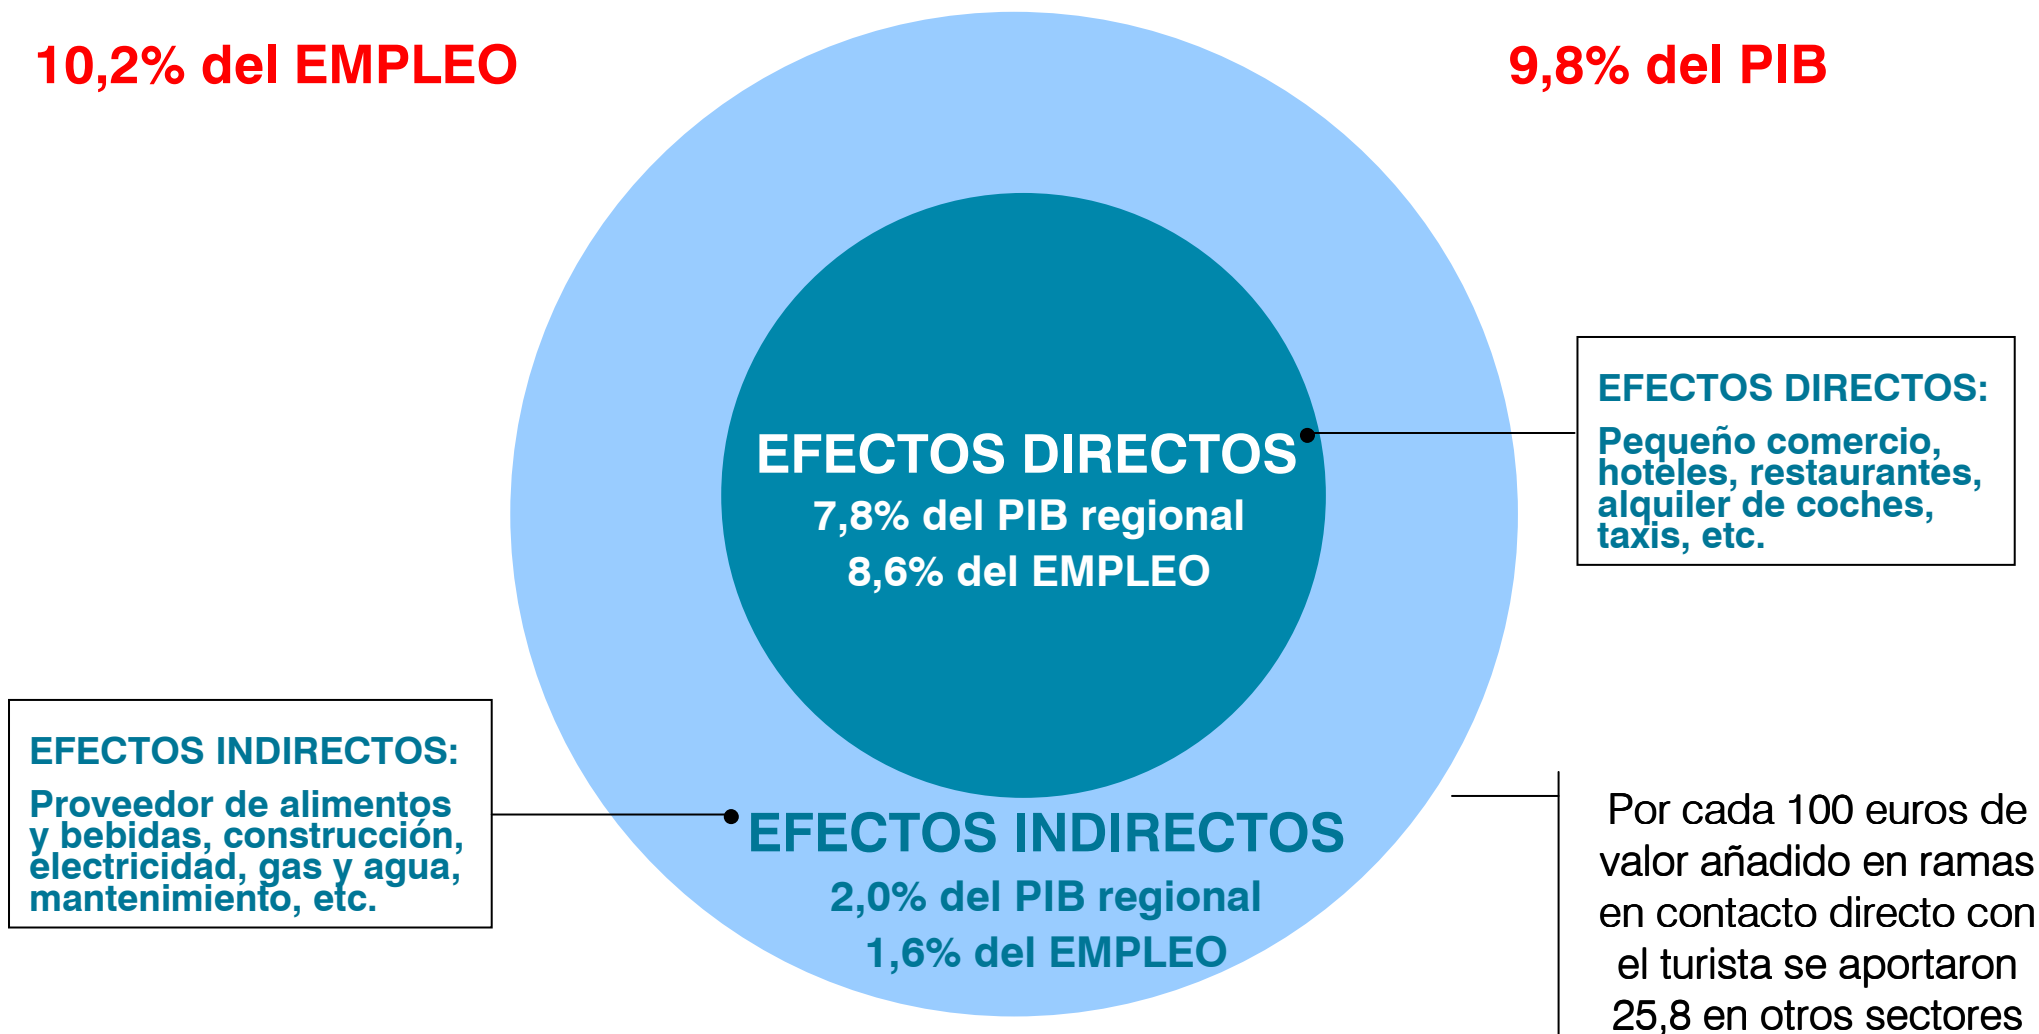 10,2% del EMPLEO
9,8% del PIB
EFECTOS DIRECTOS
7,8% del PIB regional
8,6% del EMPLEO
EFECTOS DIRECTOS:
Pequeño comercio,
hoteles, restaurantes,
alquiler de coches,
taxis, etc.
EFECTOS INDIRECTOS:
Proveedor de alimentos
y bebidas, construcción,
electricidad, gas y agua,
mantenimiento, etc.
EFECTOS INDIRECTOS
2,0% del PIB regional
1,6% del EMPLEO
Por cada 100 euros de
valor añadido en ramas
en contacto directo con
el turista se aportaron
25,8 en otros sectores